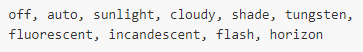 off, auto, sunlight, cloudy, shade, tungsten,
fluorescent, incandescent, flash, horizon